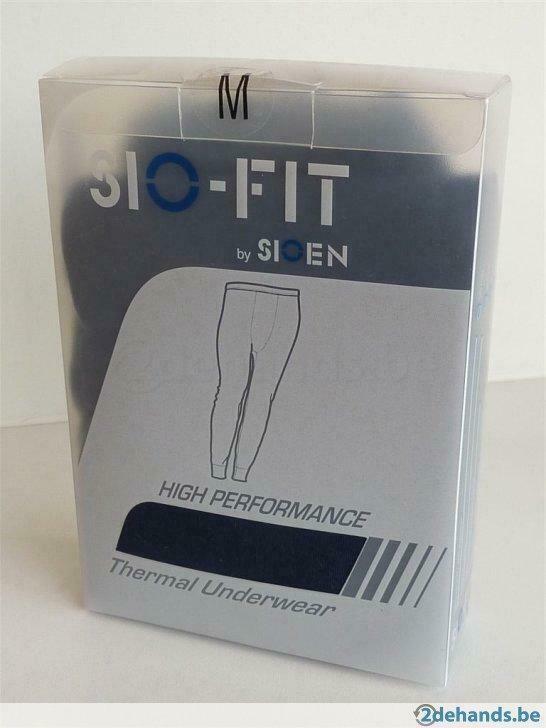 M
SIO-FIT
by SIOEN
HIGH PERFORMANCE
Thermal Underwear
2dehands.be